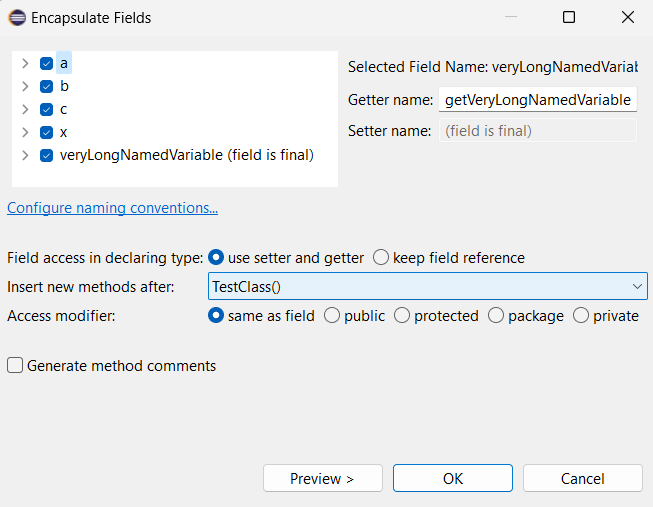 Encapsulate Fields
a
b
c
x
veryLongNamedVariable (field is final)
Selected Field Name: veryLongNamedVariab
Getter name: getVeryLongNamedVariable
Setter name: (field is final)
Configure naming conventions...
Field access in declaring type: use setter and getter keep field reference
Insert new methods after: TestClass()
Access modifier: same as field public protected package private
Generate method comments
Preview > OK Cancel